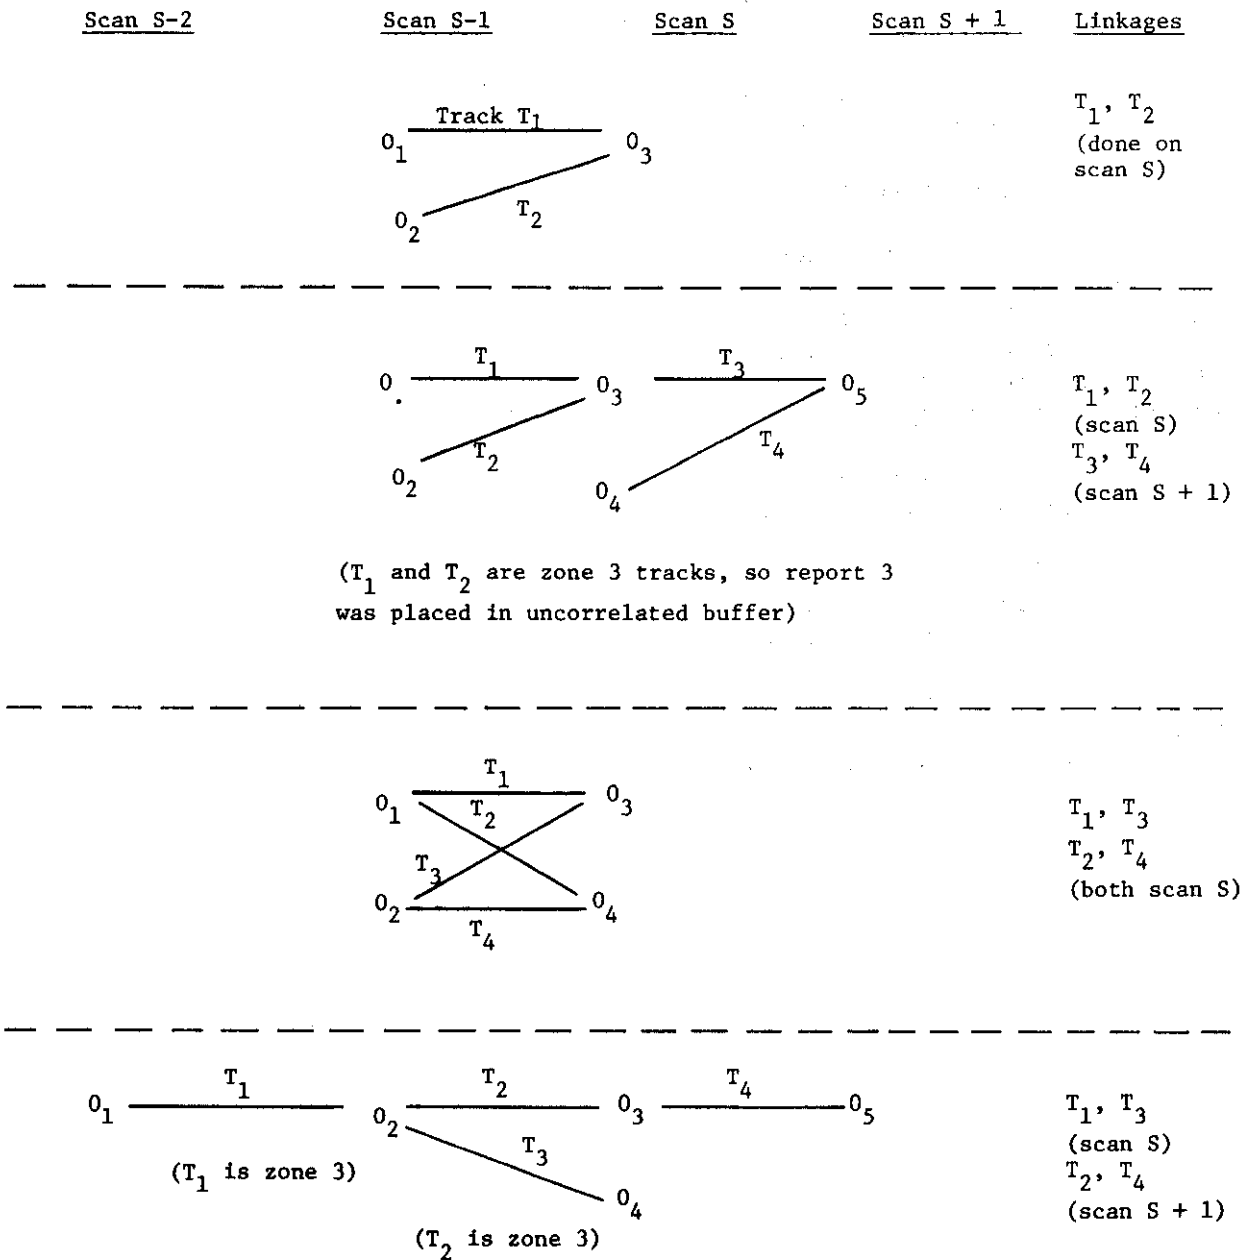 Scan S-2 Scan S-1 Scan S Scan S + 1 Linkages
Track T1
O1 O3
T2
O2
T1, T2
(done on
scan S)
T1 T3
O O3 O5
T2 T4
O2 O4
T1, T2
(scan S)
T3, T4
(scan S + 1)
(T1 and T2 are zone 3 tracks, so report 3
was placed in uncorrelated buffer)
T1
O1 T2 O3
T3
O2 O4
T4
T1, T3
T2, T4
(both scan S)
T1 T2 T4
O1 O2 O3 O5
T3
(T1 is zone 3)
O4
(T2 is zone 3)
T1, T3
(scan S)
T2, T4
(scan S + 1)